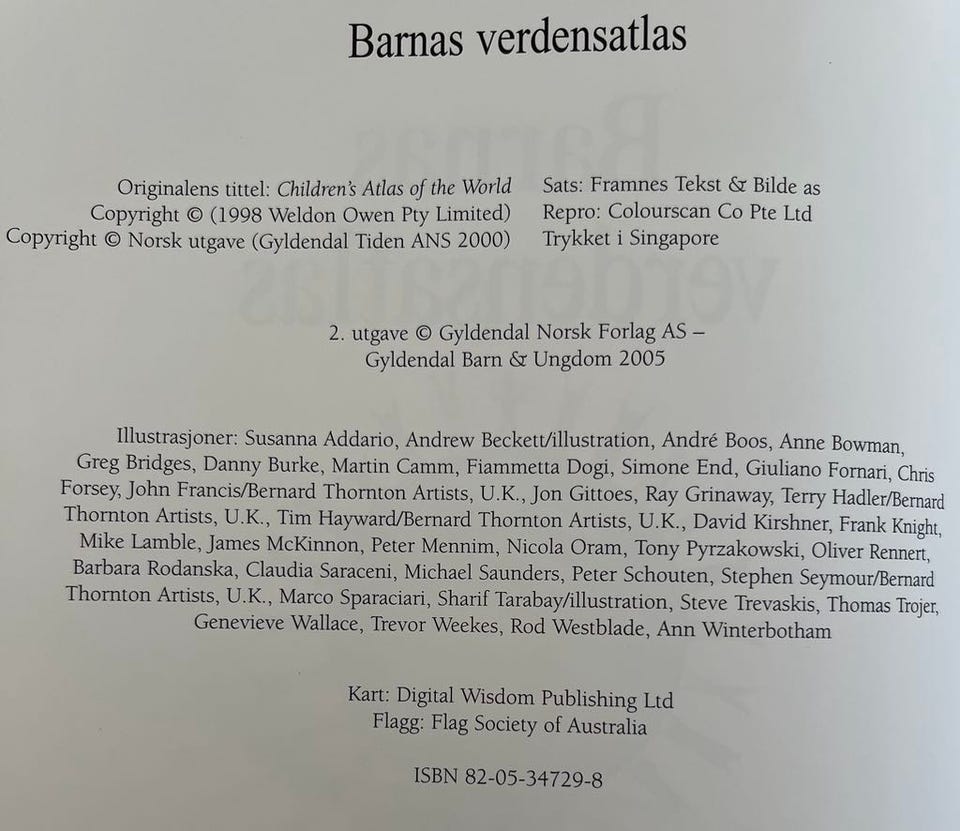 Barnas verdensatlas
Originalens tittel: Children's Atlas of the World
Copyright © (1998 Weldon Owen Pty Limited)
Copyright © Norsk utgave (Gyldendal Tiden ANS 2000)
Sats: Framnes Tekst & Bilde as
Repro: Colourscan Co Pte Ltd
Trykket i Singapore
2. utgave © Gyldendal Norsk Forlag AS –
Gyldendal Barn & Ungdom 2005
Illustrasjoner: Susanna Addario, Andrew Beckett/illustration, André Boos, Anne Bowman,
Greg Bridges, Danny Burke, Martin Camm, Fiammetta Dogi, Simone End, Giuliano Fornari, Chris
Forsey, John Francis/Bernard Thornton Artists, U.K., Jon Gittoes, Ray Grinaway, Terry Hadler/Bernard
Thornton Artists, U.K., Tim Hayward/Bernard Thornton Artists, U.K., David Kirshner, Frank Knight,
Mike Lamble, James McKinnon, Peter Mennim, Nicola Oram, Tony Pyrzakowski, Oliver Rennert,
Barbara Rodanska, Claudia Saraceni, Michael Saunders, Peter Schouten, Stephen Seymour/Bernard
Thornton Artists, U.K., Marco Sparaciari, Sharif Tarabay/illustration, Steve Trevaskis, Thomas Trojer,
Genevieve Wallace, Trevor Weekes, Rod Westblade, Ann Winterbotham
Kart: Digital Wisdom Publishing Ltd
Flagg: Flag Society of Australia
ISBN 82-05-34729-8